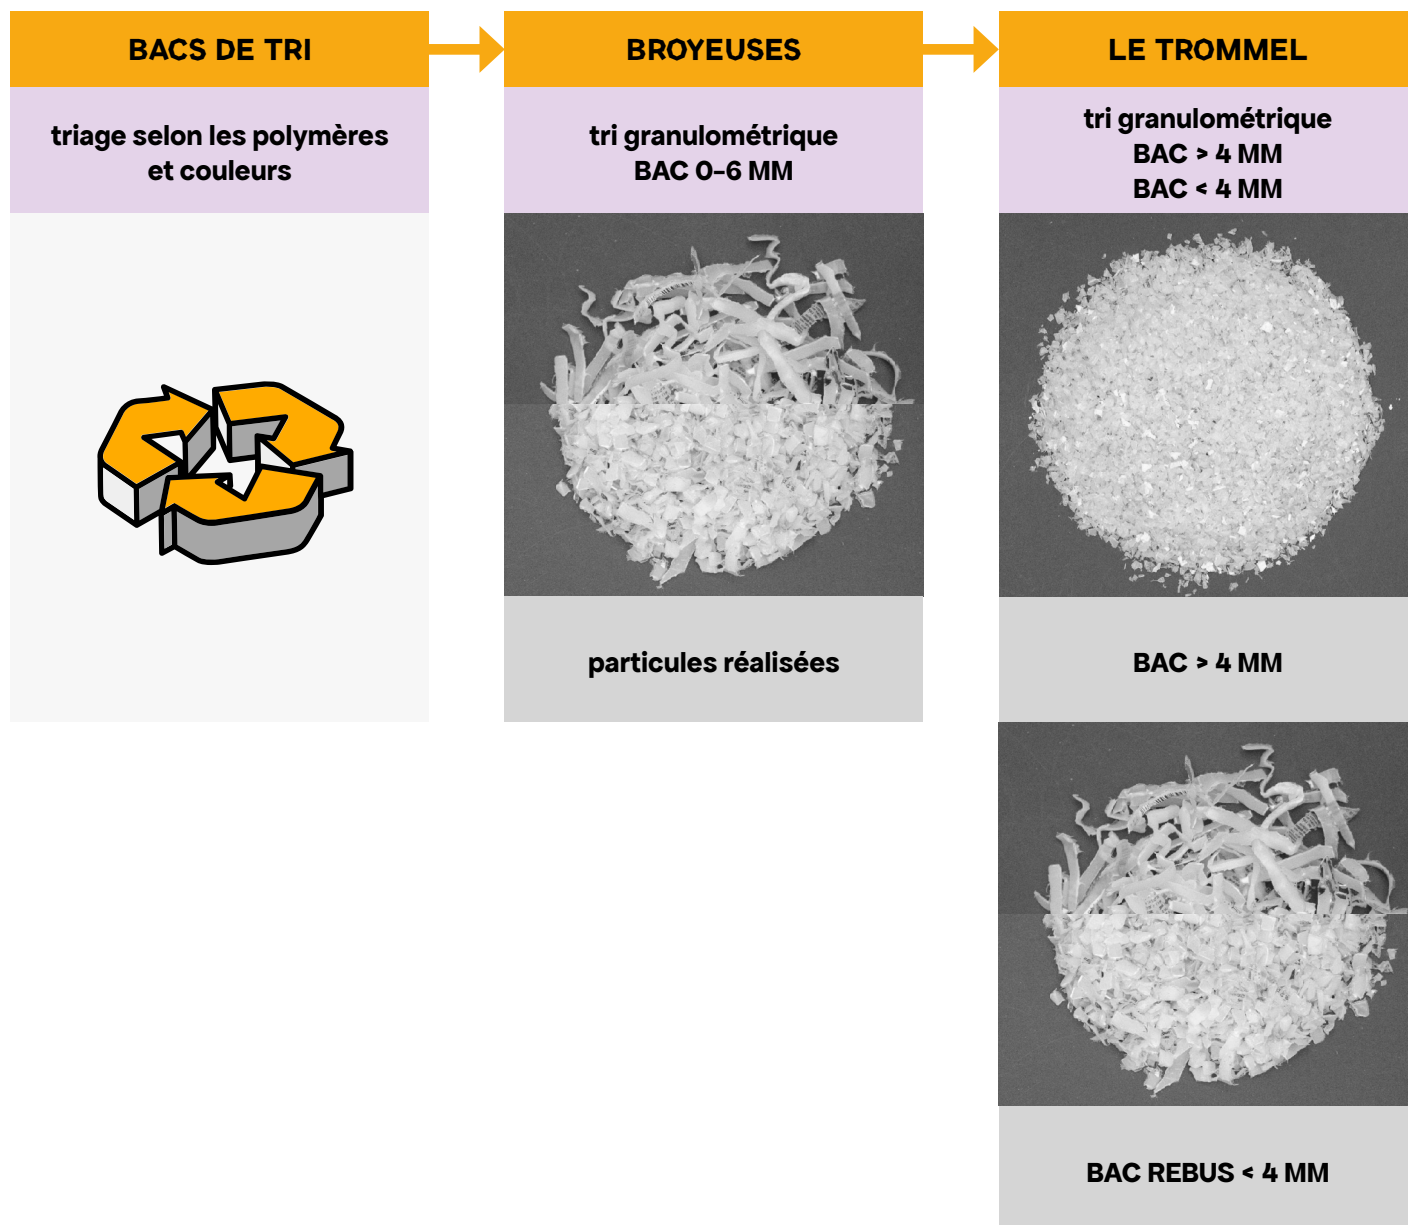 BACS DE TRI
triage selon les polymères
et couleurs
BROYEUSES
tri granulométrique
BAC 0–6 MM
particules réalisées
LE TROMMEL
tri granulométrique
BAC > 4 MM
BAC < 4 MM
BAC > 4 MM
BAC REBUS < 4 MM